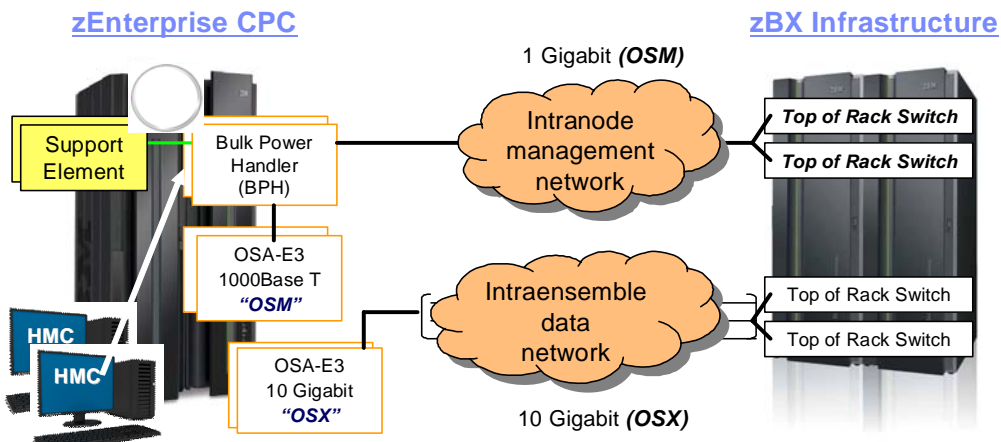 zEnterprise CPC
zBX Infrastructure
1 Gigabit (OSM)
Support
Element
Bulk Power
Handler
(BPH)
Intranode
management
network
Top of Rack Switch
Top of Rack Switch
OSA-E3
1000Base T
“OSM”
Intraensemble
data
network
Top of Rack Switch
Top of Rack Switch
HMC
HMC
OSA-E3
10 Gigabit
“OSX”
10 Gigabit (OSX)